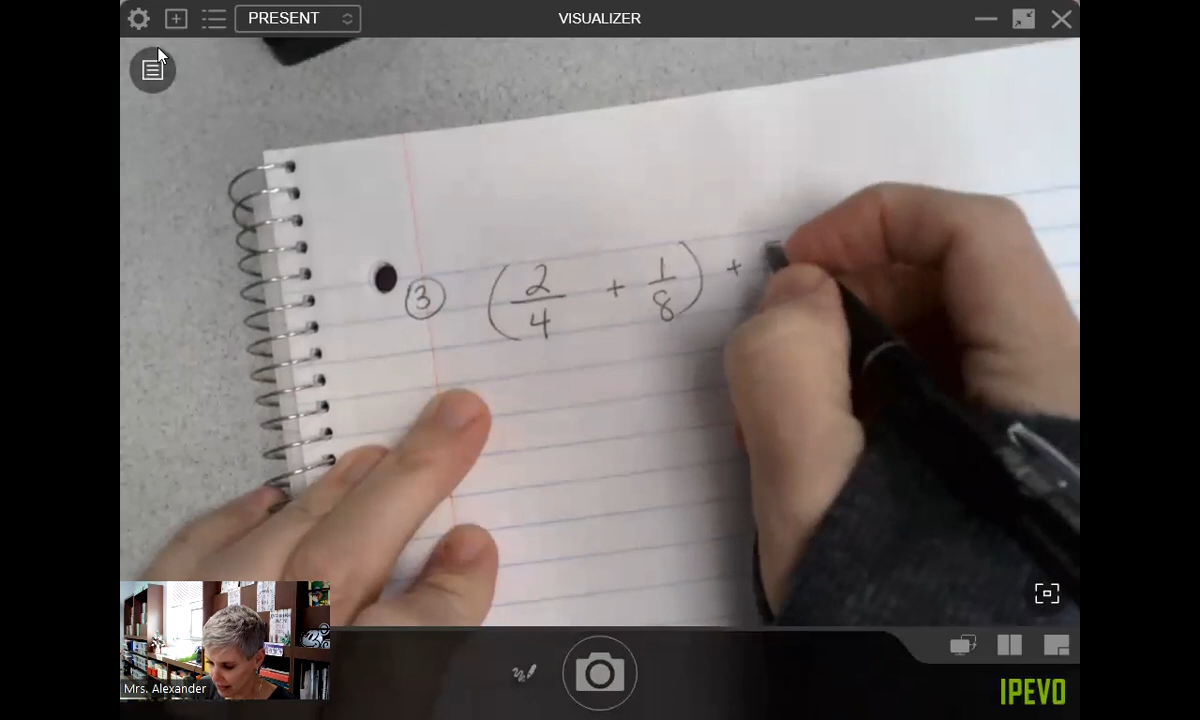 PRESENT
VISUALIZER
③ (2/4 + 1/8) +
Mrs. Alexander
IPEVO